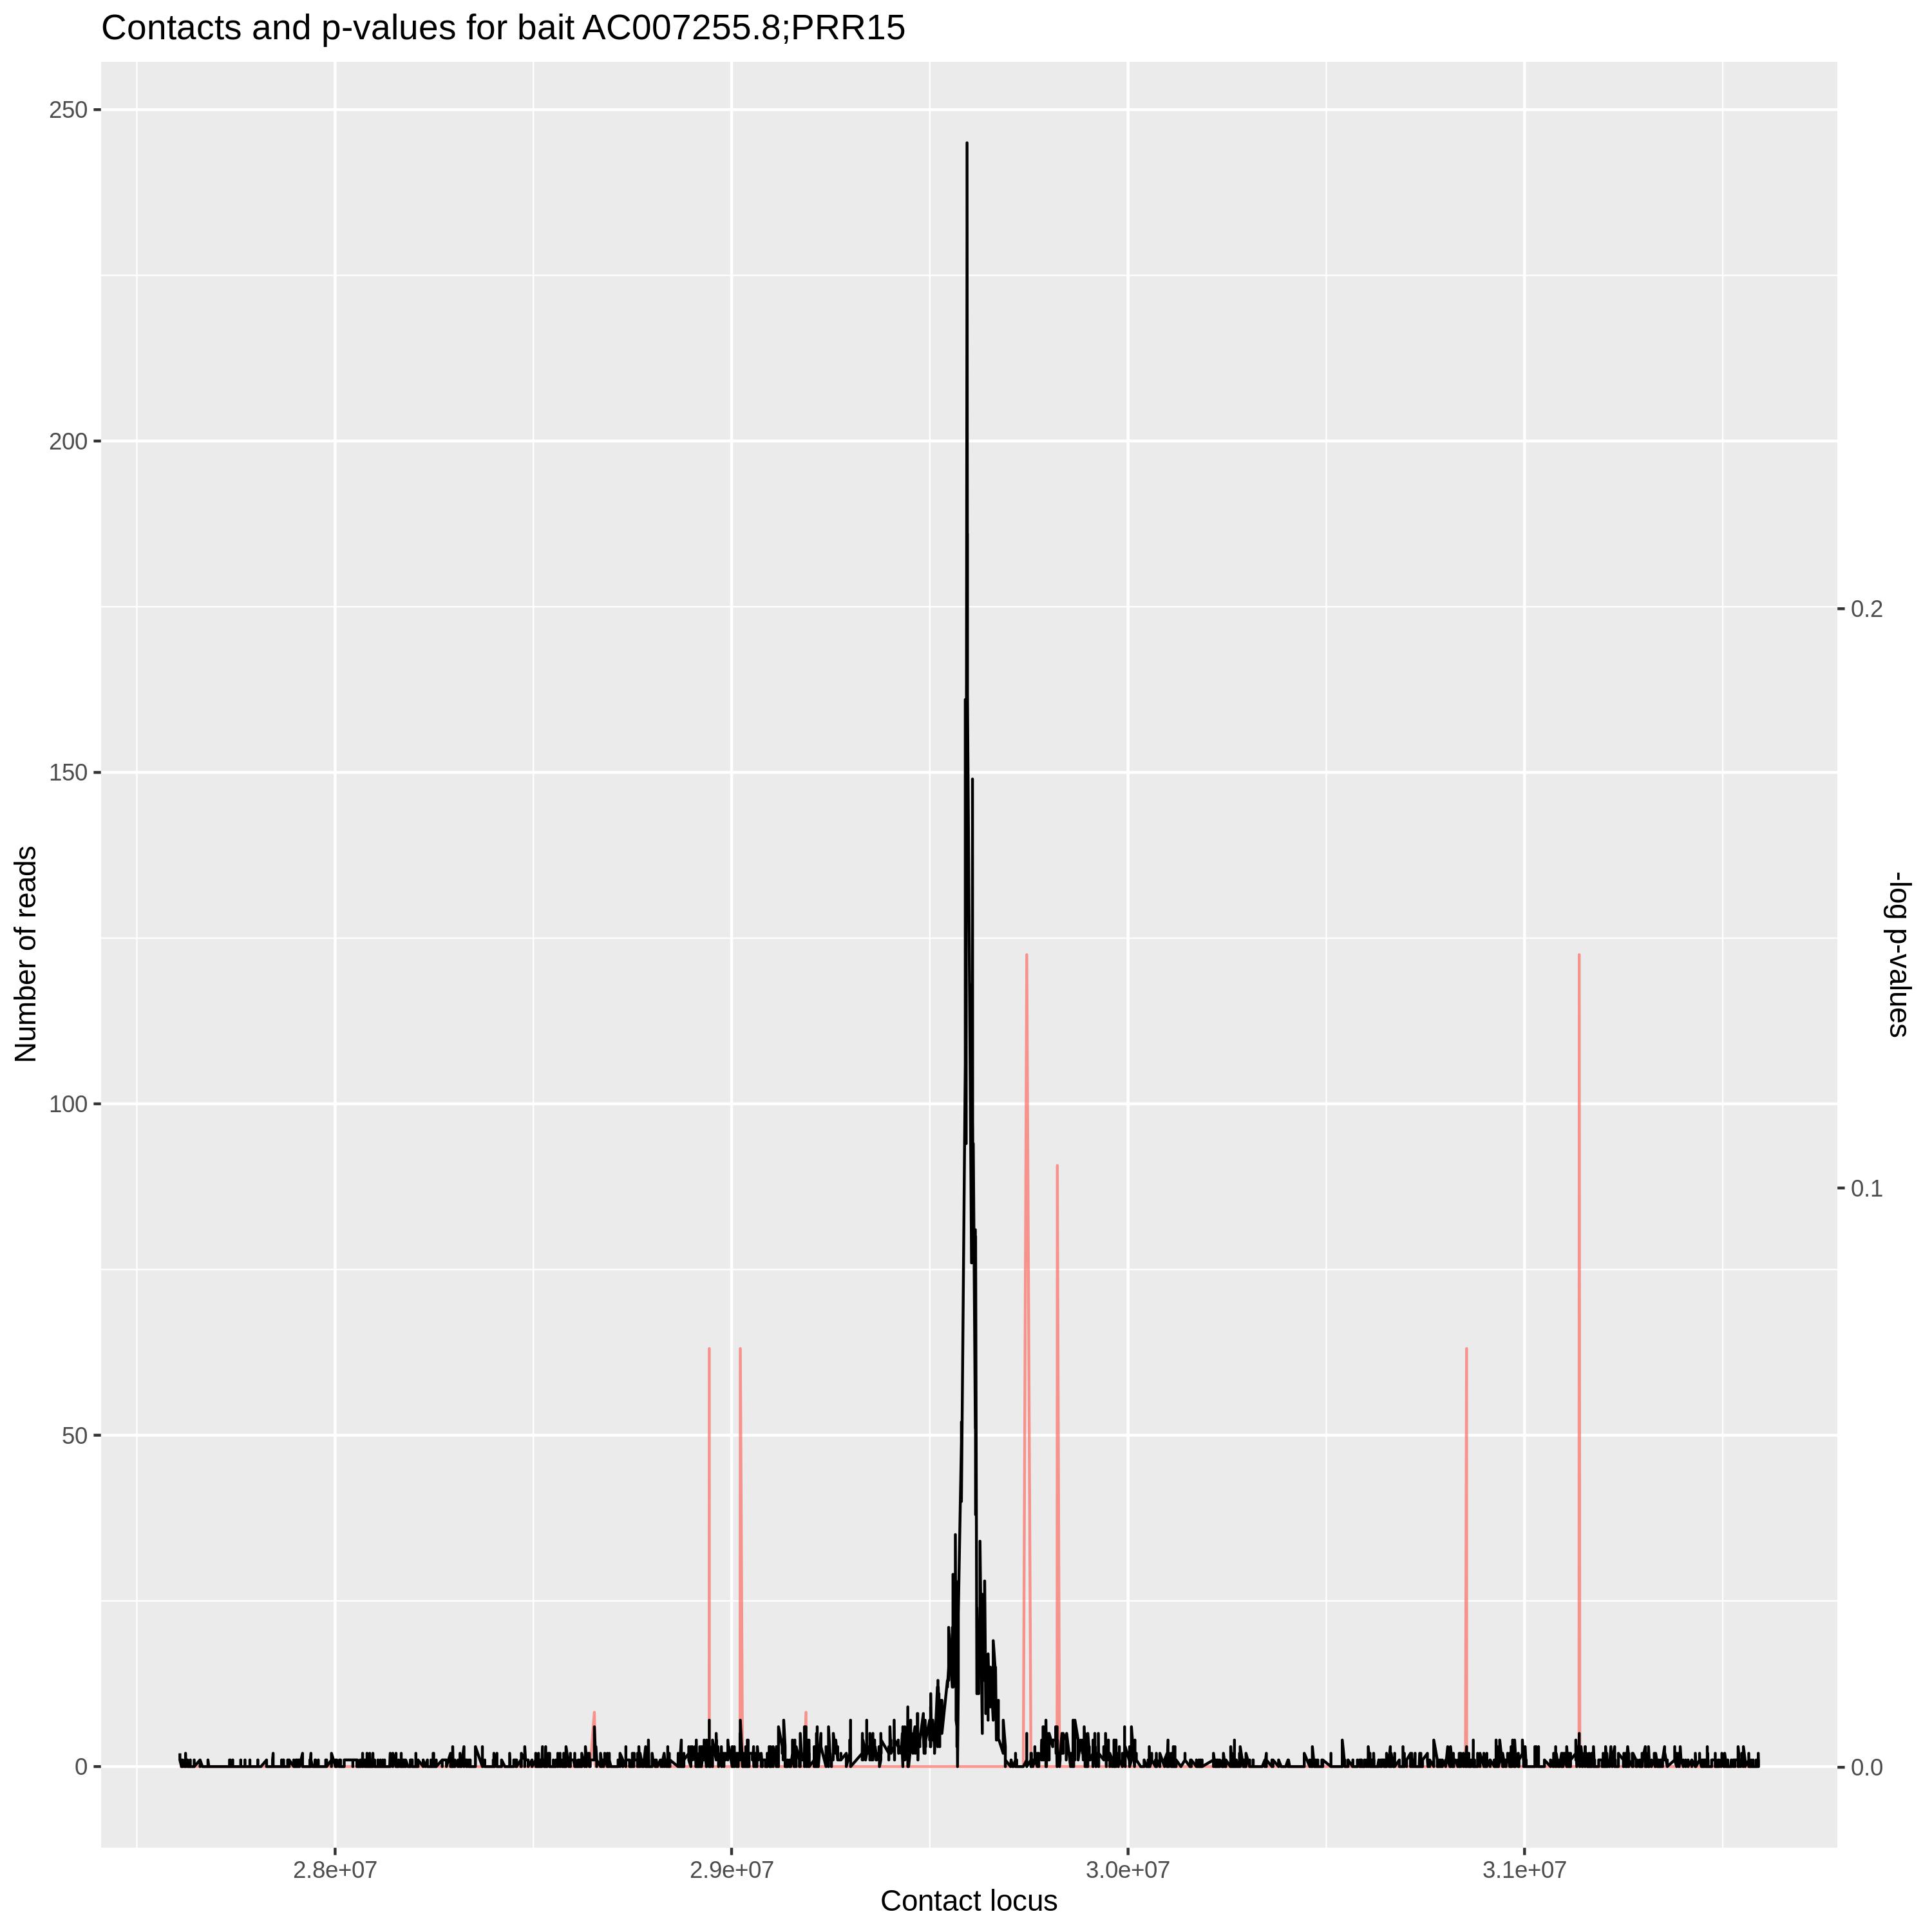 Contacts and p-values for bait AC007255.8;PRR15
250
200
150
100
50
0
Number of reads
0.2
0.1
0.0
-log p-values
2.8e+07
2.9e+07
3.0e+07
3.1e+07
Contact locus